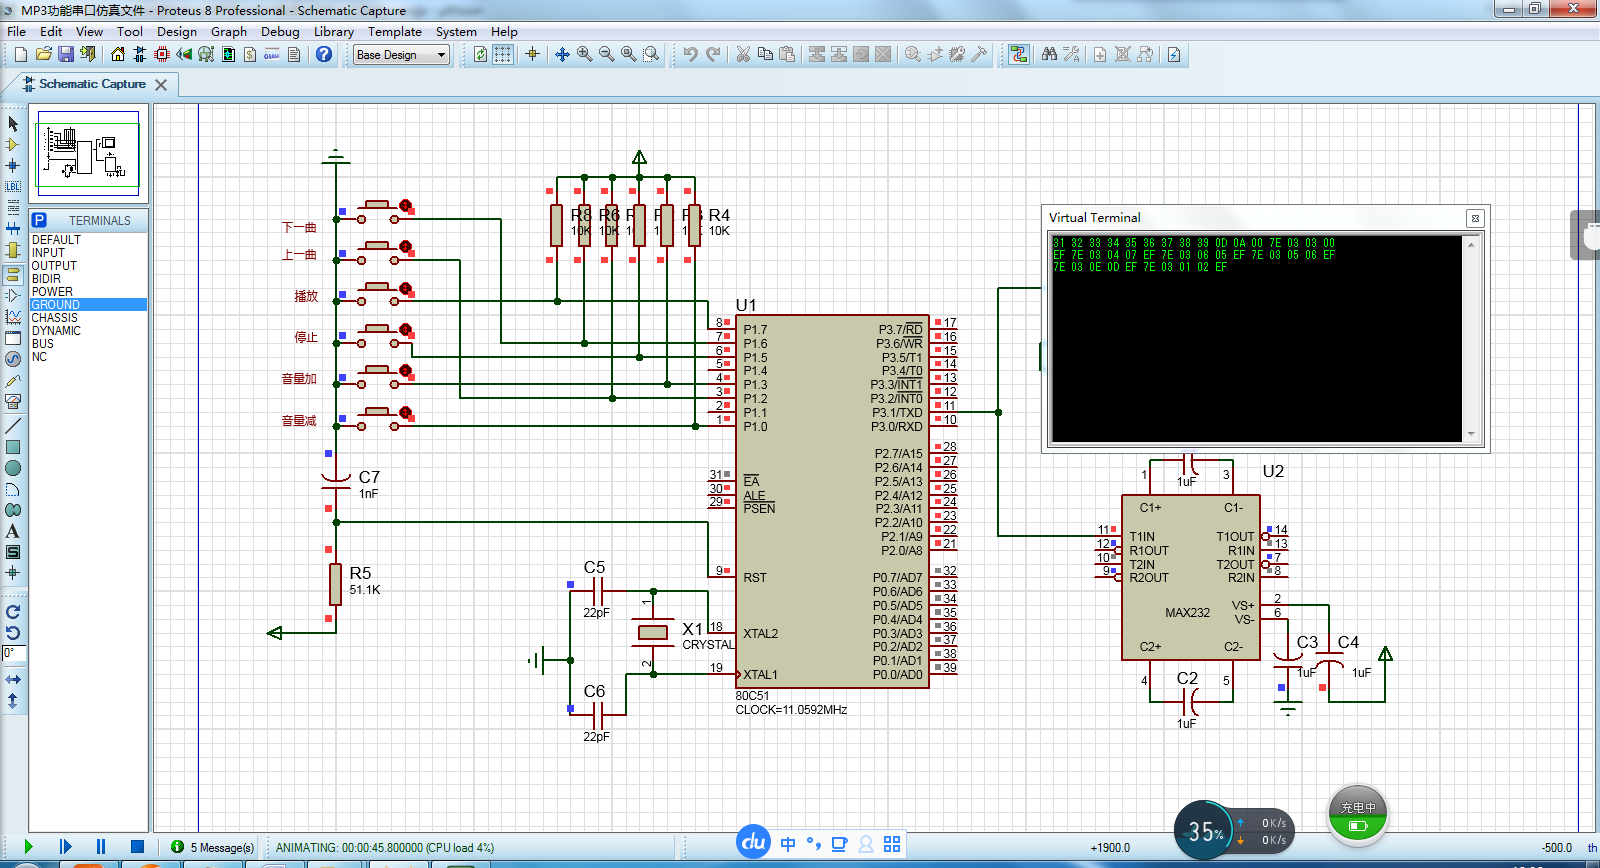 MP3功能串口仿真文件 - Proteus 8 Professional - Schematic Capture
File Edit View Tool Design Graph Debug Library Template System Help
Base Design
Schematic Capture
TERMINALS
DEFAULT
INPUT
OUTPUT
BIDIR
POWER
GROUND
CHASSIS
DYNAMIC
BUS
NC
LBL
0°
下一曲
上一曲
播放
停止
音量加
音量减
C7
1nF
R5
51.1K
R8
10K
R6
10K
R4
10K
C5
22pF
C6
22pF
X1
CRYSTAL
1
2
U1
8 P1.7
7 P1.6
6 P1.5
5 P1.4
4 P1.3
3 P1.2
2 P1.1
1 P1.0
31 EA
30 ALE
29 PSEN
9 RST
18 XTAL2
19 XTAL1
P3.7/RD 17
P3.6/WR 16
P3.5/T1 15
P3.4/T0 14
P3.3/INT1 13
P3.2/INT0 12
P3.1/TXD 11
P3.0/RXD 10
P2.7/A15 28
P2.6/A14 27
P2.5/A13 26
P2.4/A12 25
P2.3/A11 24
P2.2/A10 23
P2.1/A9 22
P2.0/A8 21
P0.7/AD7 32
P0.6/AD6 33
P0.5/AD5 34
P0.4/AD4 35
P0.3/AD3 36
P0.2/AD2 37
P0.1/AD1 38
P0.0/AD0 39
80C51
CLOCK=11.0592MHz
Virtual Terminal
31 32 33 34 35 36 37 38 39 0D 0A 00 7E 03 03 00
EF 7E 03 04 07 EF 7E 03 06 05 EF 7E 03 05 06 EF
7E 03 0E 0D EF 7E 03 01 02 EF
1 3
1uF
U2
C1+ C1-
11 T1IN
12 R1OUT
10 T2IN
9 R2OUT
T1OUT 14
R1IN 13
T2OUT 7
R2IN 8
VS+ 2
VS- 6
MAX232
C2+ C2-
4 5
C2
1uF
C3
1uF
C4
1uF
5 Message(s)
ANIMATING: 00:00:45.800000 (CPU load 4%)
du 中
+1900.0
-500.0
th
35%
0K/s
0K/s
充电中